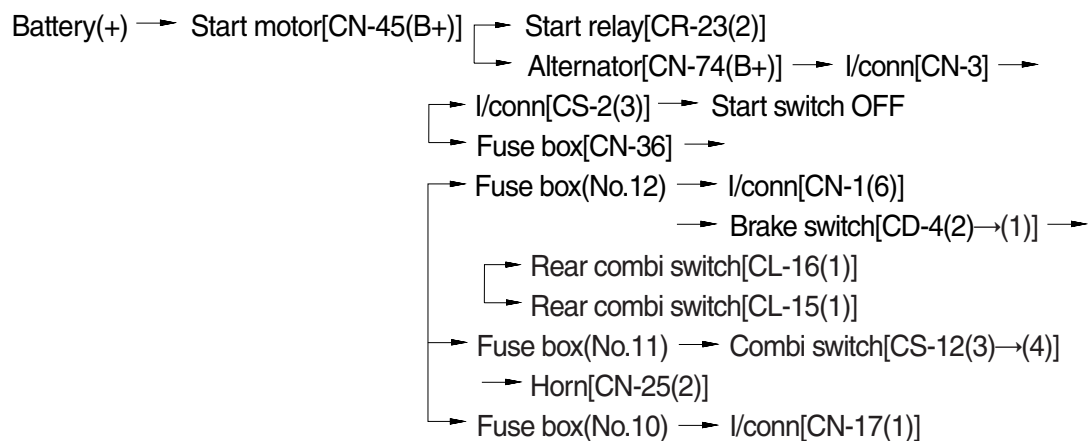 Battery(+) → Start motor[CN-45(B+)] → Start relay[CR-23(2)]
→ Alternator[CN-74(B+)] → I/conn[CN-3] →
→ I/conn[CS-2(3)] → Start switch OFF
→ Fuse box[CN-36] →
→ Fuse box(No.12) → I/conn[CN-1(6)]
→ Brake switch[CD-4(2)→(1)] →
→ Rear combi switch[CL-16(1)]
→ Rear combi switch[CL-15(1)]
→ Fuse box(No.11) → Combi switch[CS-12(3)→(4)]
→ Horn[CN-25(2)]
→ Fuse box(No.10) → I/conn[CN-17(1)]